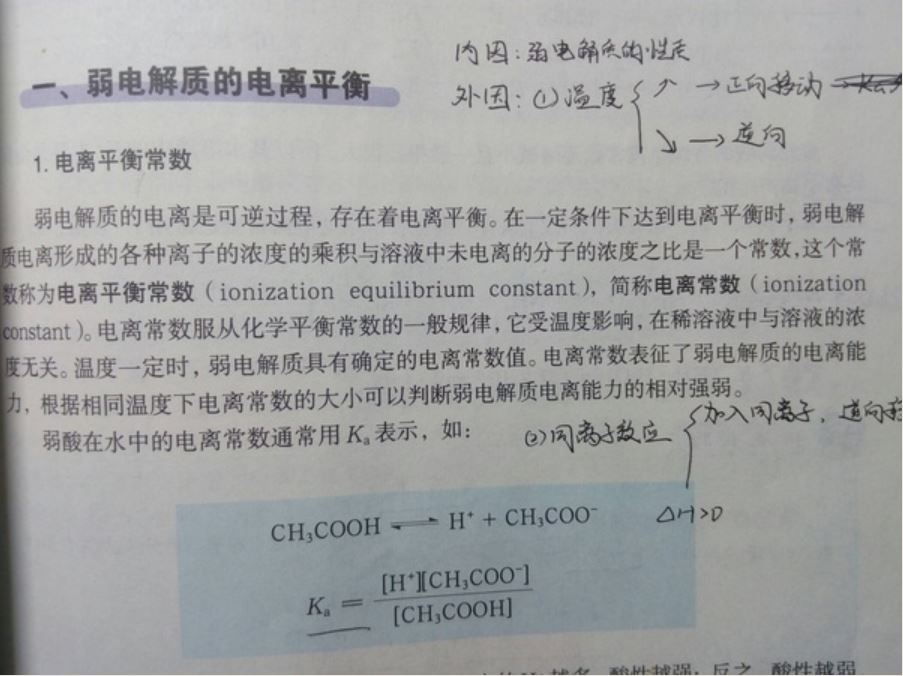 内因：弱电解质的性质
一、弱电解质的电离平衡
外因：①温度 ↗ → 正向移动
↘ → 逆向
1. 电离平衡常数
弱电解质的电离是可逆过程，存在着电离平衡。在一定条件下达到电离平衡时，弱电解
质电离形成的各种离子的浓度的乘积与溶液中未电离的分子的浓度之比是一个常数，这个常
数称为电离平衡常数（ionization equilibrium constant），简称电离常数（ionization
constant）。电离常数服从化学平衡常数的一般规律，它受温度影响，在稀溶液中与溶液的浓
度无关。温度一定时，弱电解质具有确定的电离常数值。电离常数表征了弱电解质的电离能
力，根据相同温度下电离常数的大小可以判断弱电解质电离能力的相对强弱。
弱酸在水中的电离常数通常用 Kₐ 表示，如：
②同离子效应 加入同离子，逆向
CH₃COOH ⇌ H⁺ + CH₃COO⁻ ΔH>0
Kₐ = [H⁺][CH₃COO⁻]
[CH₃COOH]
越多，酸性越强；反之，酸性越弱